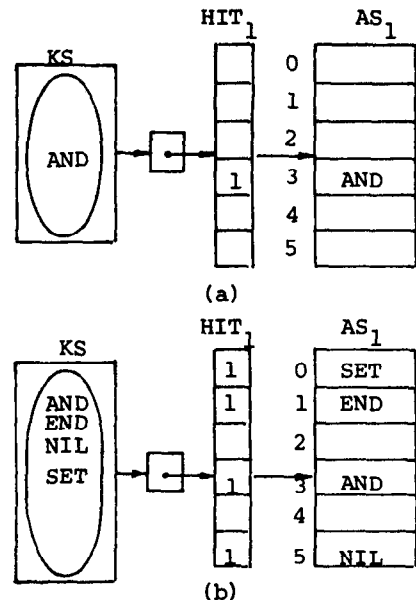 HIT1 AS1
KS
0
1
2
AND 1 3 AND
4
5
(a)
HIT1 AS1
KS
1 0 SET
AND 1 1 END
END
NIL 2
SET 1 3 AND
4
1 5 NIL
(b)